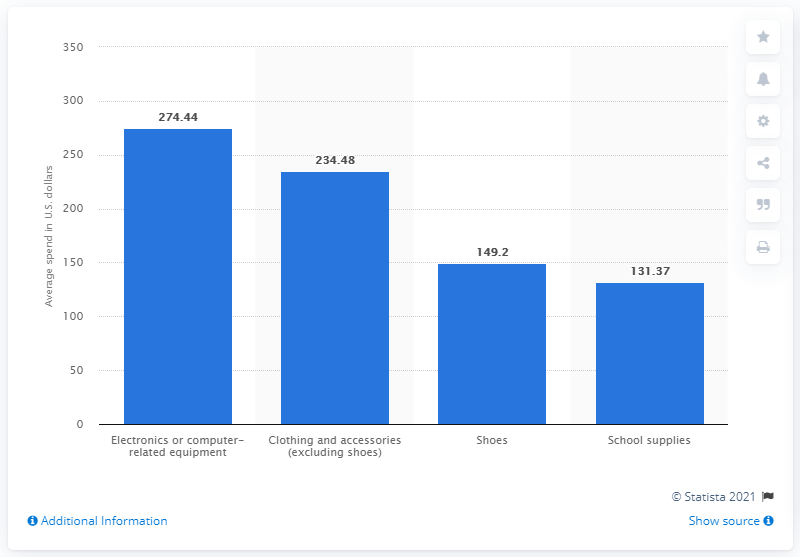 350
300
250
200
150
100
50
0
Average spend in U.S. dollars
274.44
234.48
149.2
131.37
Electronics or computer-
related equipment
Clothing and accessories
(excluding shoes)
Shoes
School supplies
© Statista 2021
Additional Information
Show source